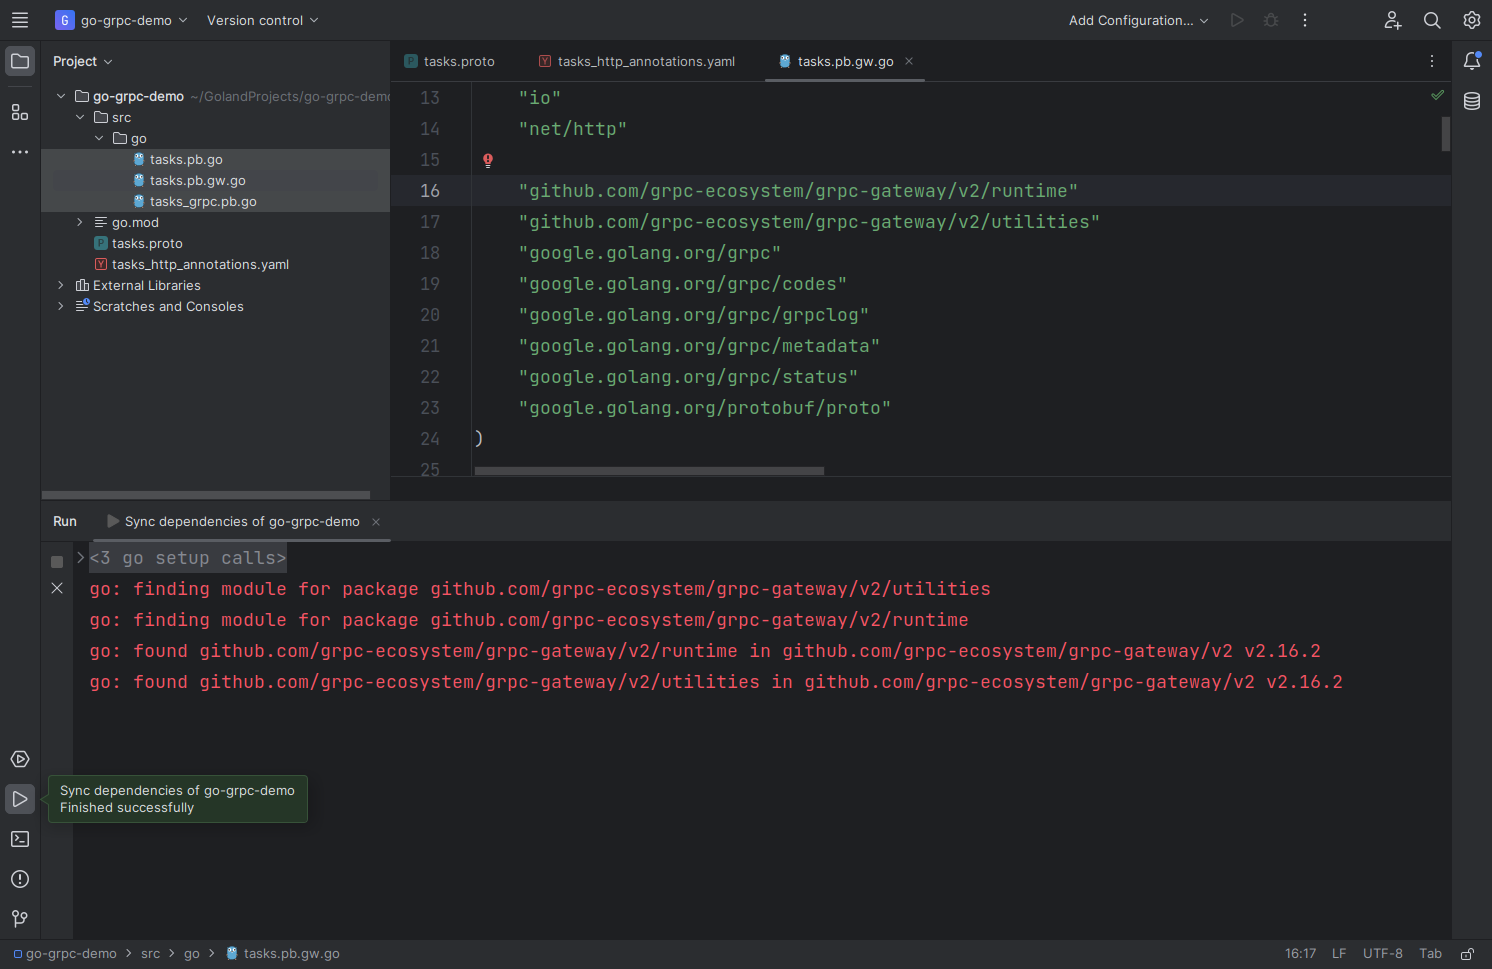 G go-grpc-demo Version control Add Configuration...
Project
tasks.proto tasks_http_annotations.yaml tasks.pb.gw.go
go-grpc-demo ~/GolandProjects/go-grpc-demo
src
go
tasks.pb.go
tasks.pb.gw.go
tasks_grpc.pb.go
go.mod
P tasks.proto
Y tasks_http_annotations.yaml
External Libraries
Scratches and Consoles
13 "io"
14 "net/http"
15
16 "github.com/grpc-ecosystem/grpc-gateway/v2/runtime"
17 "github.com/grpc-ecosystem/grpc-gateway/v2/utilities"
18 "google.golang.org/grpc"
19 "google.golang.org/grpc/codes"
20 "google.golang.org/grpc/grpclog"
21 "google.golang.org/grpc/metadata"
22 "google.golang.org/grpc/status"
23 "google.golang.org/protobuf/proto"
24 )
25
Run Sync dependencies of go-grpc-demo
<3 go setup calls>
go: finding module for package github.com/grpc-ecosystem/grpc-gateway/v2/utilities
go: finding module for package github.com/grpc-ecosystem/grpc-gateway/v2/runtime
go: found github.com/grpc-ecosystem/grpc-gateway/v2/runtime in github.com/grpc-ecosystem/grpc-gateway/v2 v2.16.2
go: found github.com/grpc-ecosystem/grpc-gateway/v2/utilities in github.com/grpc-ecosystem/grpc-gateway/v2 v2.16.2
Sync dependencies of go-grpc-demo
Finished successfully
go-grpc-demo > src > go > tasks.pb.gw.go 16:17 LF UTF-8 Tab